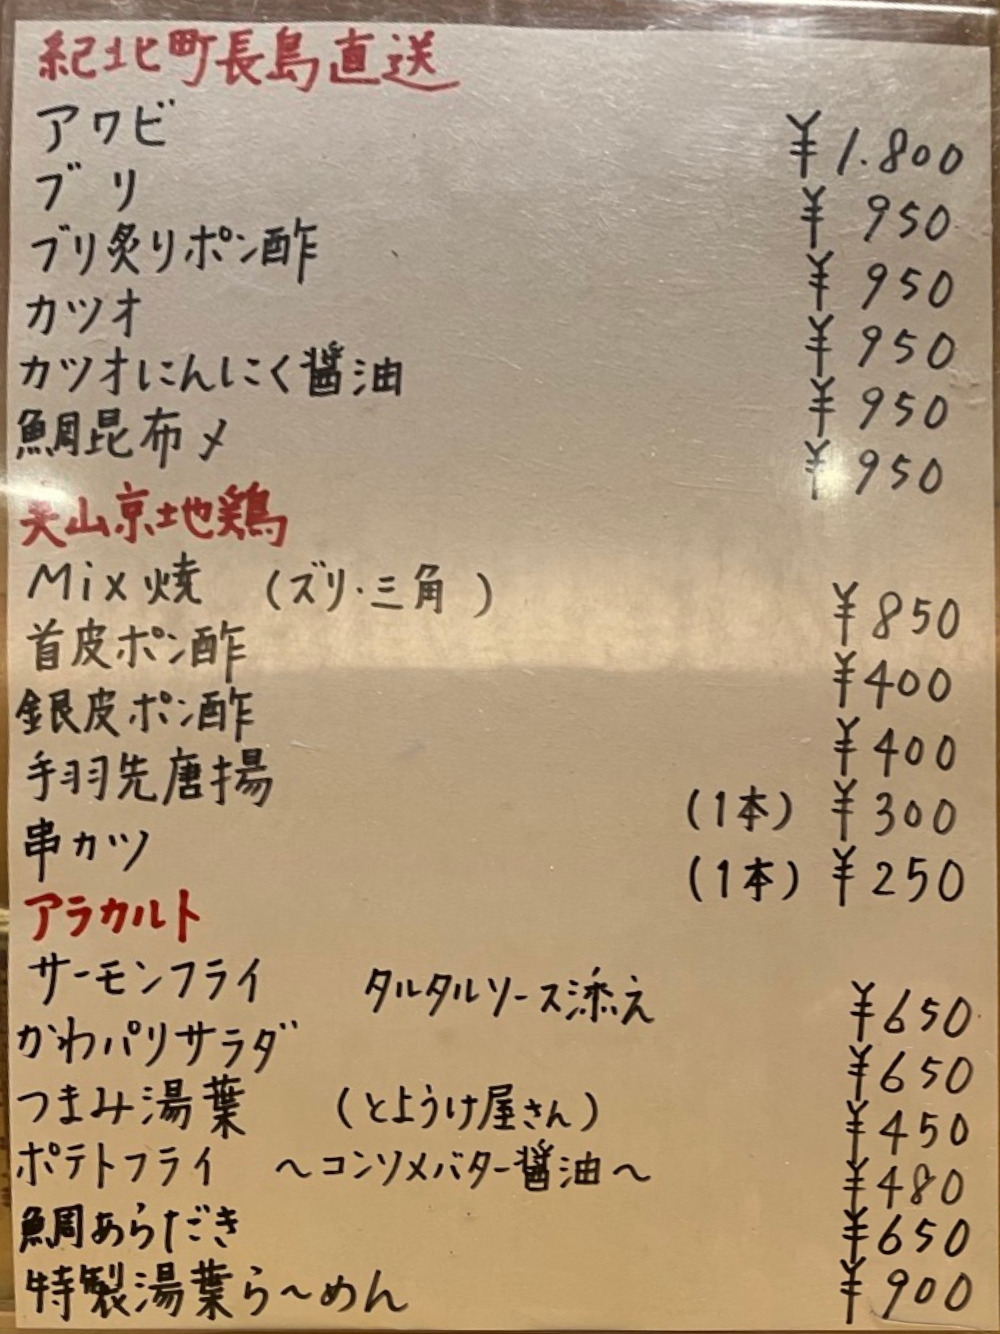 紀北町長島直送
アワビ ¥1.800
ブリ ¥950
ブリ炙りポン酢 ¥950
カツオ ¥950
カツオにんにく醤油 ¥950
鯛昆布〆 ¥950
美山京地鶏
Mix焼 (ズリ・三角) ¥850
首皮ポン酢 ¥400
銀皮ポン酢 ¥400
手羽先唐揚 (1本) ¥300
串カツ (1本) ¥250
アラカルト
サーモンフライ タルタルソース添え ¥650
かわパリサラダ ¥650
つまみ湯葉 (とようけ屋さん) ¥450
ポテトフライ ～コンソメバター醤油～ ¥480
鯛あらだき ¥650
特製湯葉ら～めん ¥900